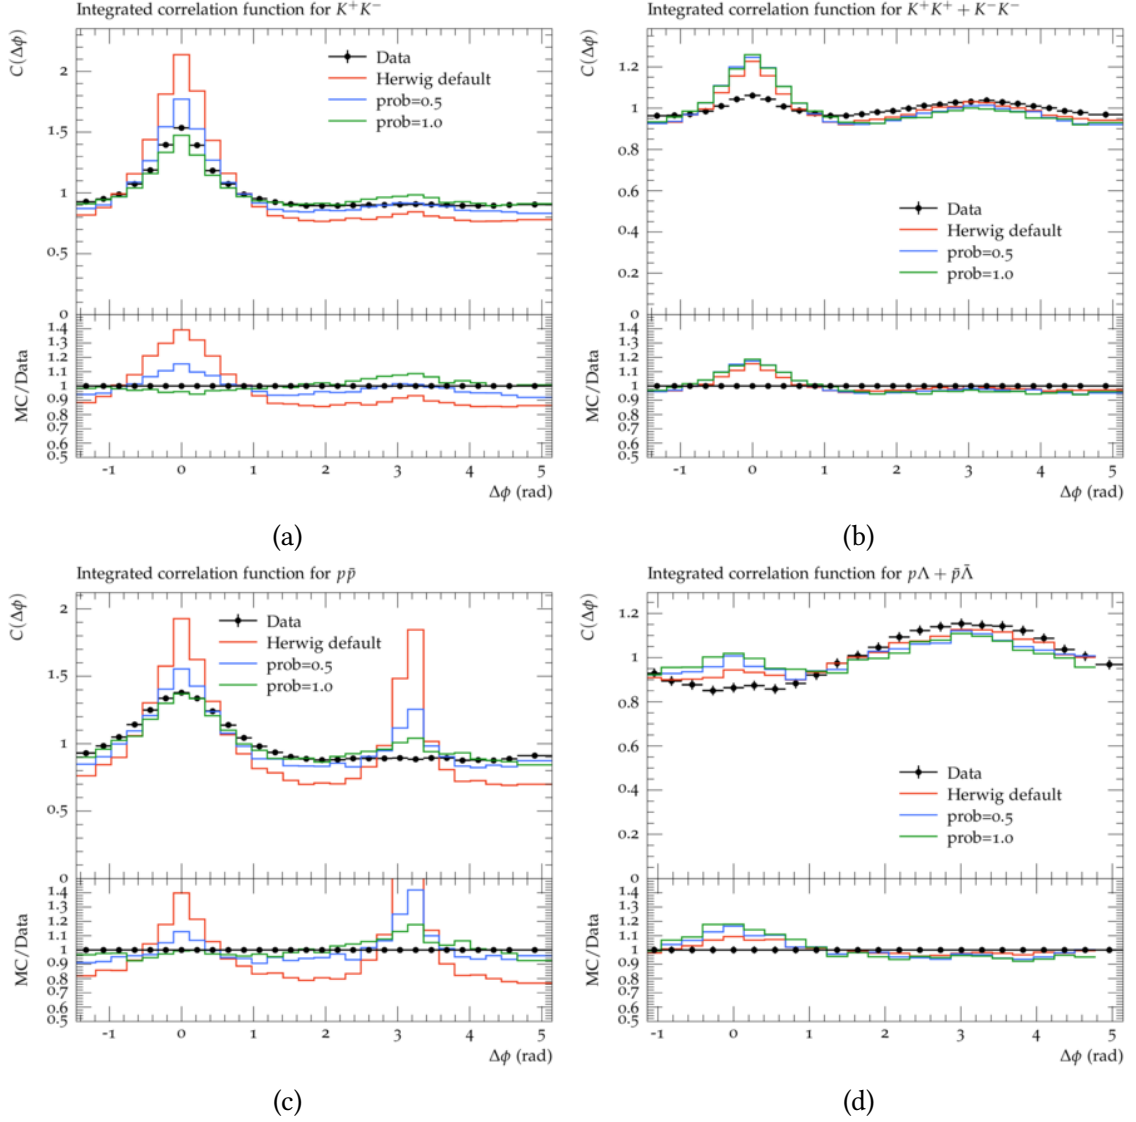 Integrated correlation function for K⁺K⁻
C(Δϕ)
2
1.5
1
0.5
0
Data
Herwig default
prob=0.5
prob=1.0
MC/Data
1.4
1.3
1.2
1.1
1
0.9
0.8
0.7
0.6
0.5
-1 0 1 2 3 4 5
Δϕ (rad)
(a)
Integrated correlation function for K⁺K⁺ + K⁻K⁻
C(Δϕ)
1.2
1.0
0.8
0.6
0.4
0.2
0
Data
Herwig default
prob=0.5
prob=1.0
MC/Data
1.4
1.3
1.2
1.1
1
0.9
0.8
0.7
0.6
0.5
-1 0 1 2 3 4 5
Δϕ (rad)
(b)
Integrated correlation function for pp̄
C(Δϕ)
2
1.5
1
0.5
0
Data
Herwig default
prob=0.5
prob=1.0
MC/Data
1.4
1.3
1.2
1.1
1
0.9
0.8
0.7
0.6
0.5
-1 0 1 2 3 4 5
Δϕ (rad)
(c)
Integrated correlation function for pΛ + p̄Λ̄
C(Δϕ)
1.2
1.0
0.8
0.6
0.4
0.2
0
Data
Herwig default
prob=0.5
prob=1.0
MC/Data
1.4
1.3
1.2
1.1
1
0.9
0.8
0.7
0.6
0.5
-1 0 1 2 3 4 5
Δϕ (rad)
(d)